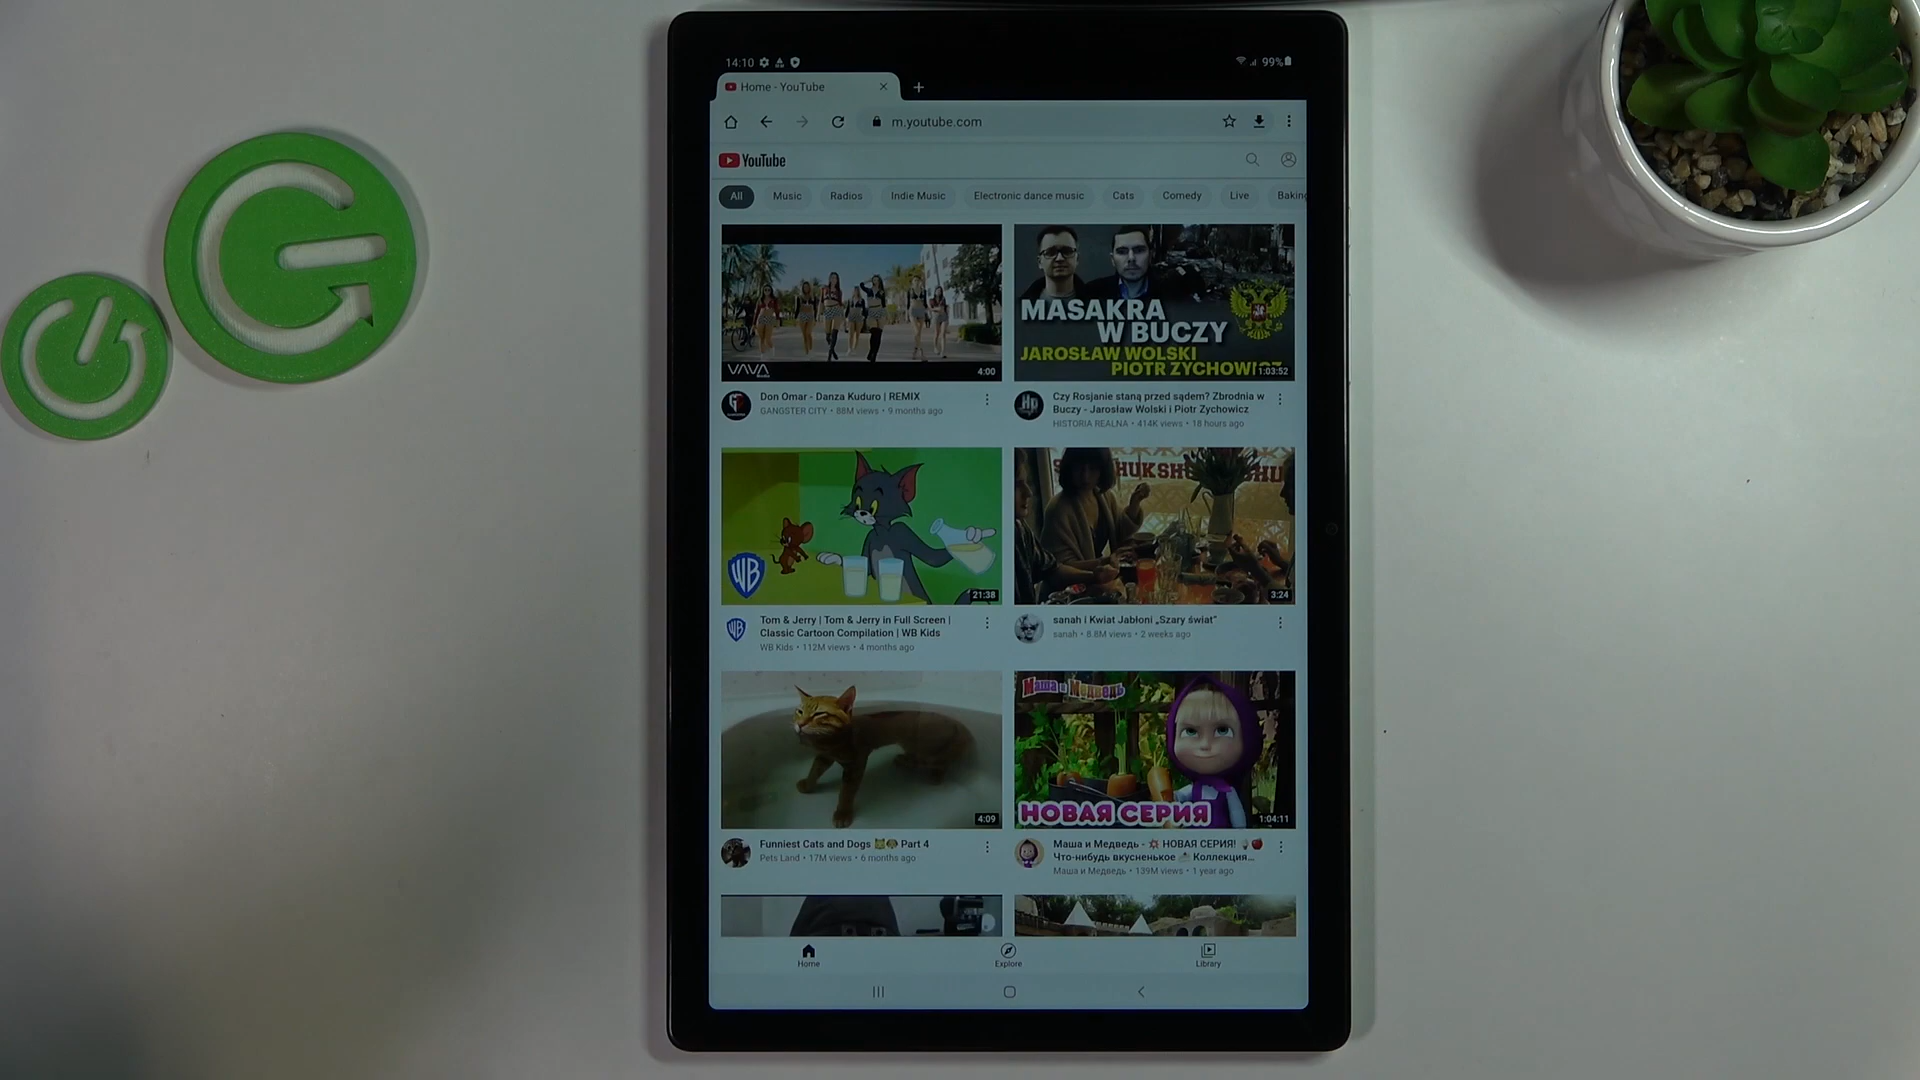 14:10
99%
Home - YouTube
m.youtube.com
YouTube
All Music Radios Indie Music Electronic dance music Cats Comedy Live Baking
VAVA
4:00
MASAKRA
W BUCZY
JAROSŁAW WOLSKI
PIOTR ZYCHOWICZ
1:03:52
Don Omar - Danza Kuduro | REMIX
GANGSTER CITY • 88M views • 9 months ago
Czy Rosjanie staną przed sądem? Zbrodnia w
Buczy - Jarosław Wolski i Piotr Zychowicz
HISTORIA REALNA • 414K views • 18 hours ago
WB
21:38
HUKSH
HU
3:24
WB
Tom & Jerry | Tom & Jerry in Full Screen |
Classic Cartoon Compilation | WB Kids
WB Kids • 112M views • 4 months ago
sanah i Kwiat Jabłoni „Szary świat”
sanah • 8.8M views • 2 weeks ago
4:09
Маша и Медведь
НОВАЯ СЕРИЯ
1:04:11
Funniest Cats and Dogs 🐱🐶 Part 4
Pets Land • 17M views • 6 months ago
Маша и Медведь - 💥 НОВАЯ СЕРИЯ!
Что-нибудь вкусненькое Коллекция...
Маша и Медведь • 139M views • 1 year ago
Home Explore Library